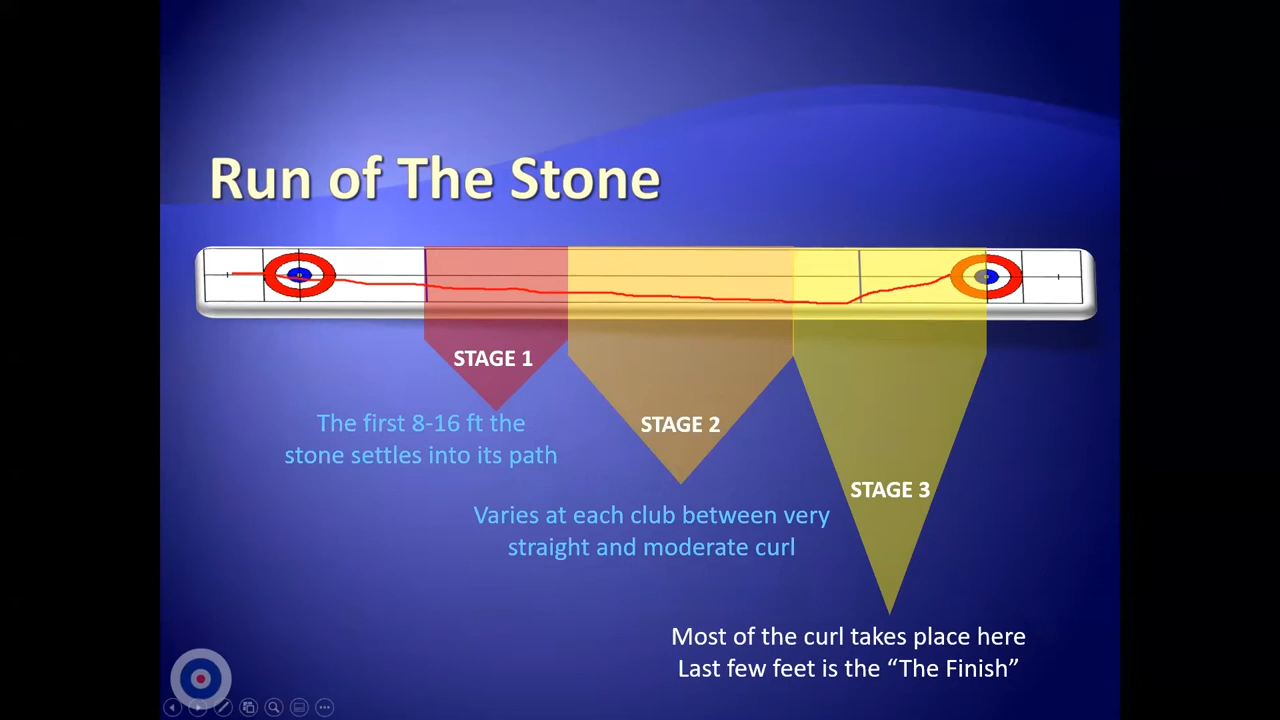 Run of The Stone
STAGE 1
The first 8-16 ft the
stone settles into its path
STAGE 2
Varies at each club between very
straight and moderate curl
STAGE 3
Most of the curl takes place here
Last few feet is the “The Finish”